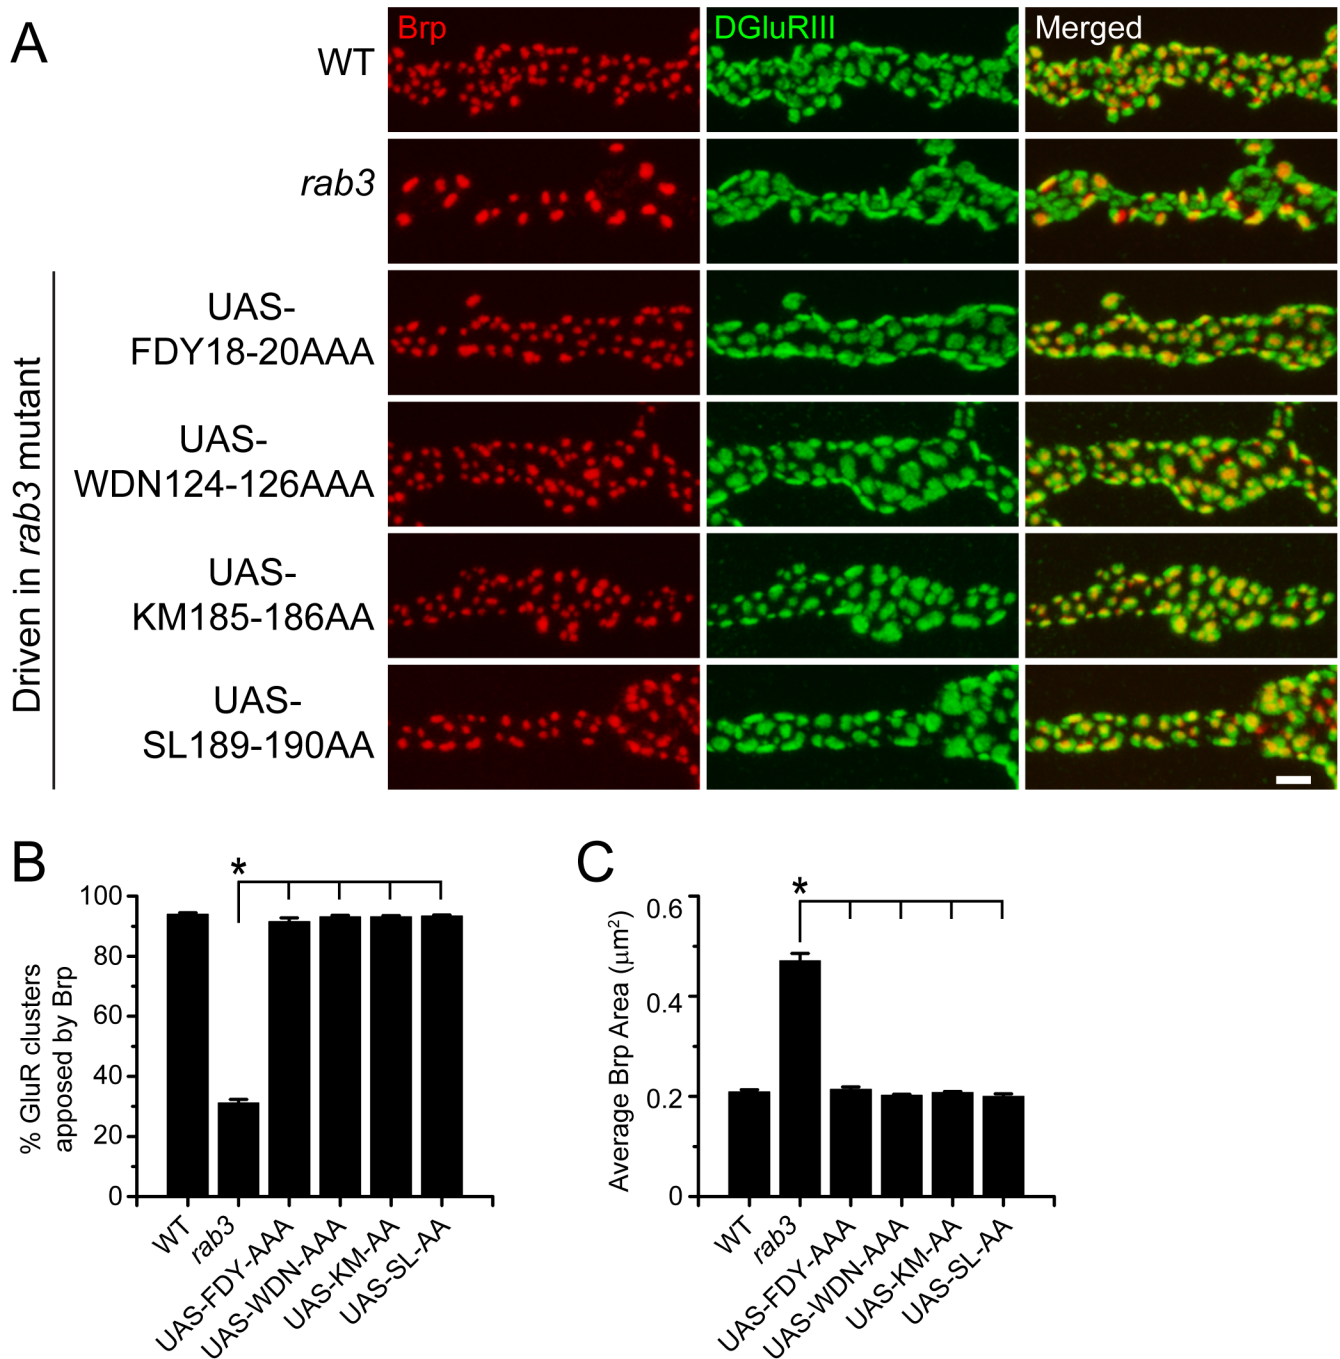 A
Brp
DGluRIII
Merged
WT
rab3
Driven in rab3 mutant
UAS-
FDY18-20AAA
UAS-
WDN124-126AAA
UAS-
KM185-186AA
UAS-
SL189-190AA
B
*
% GluR clusters
apposed by Brp
100
80
60
40
20
0
WT
rab3
UAS-FDY-AAA
UAS-WDN-AAA
UAS-KM-AA
UAS-SL-AA
C
*
Average Brp Area (μm²)
0.6
0.4
0.2
0
WT
rab3
UAS-FDY-AAA
UAS-WDN-AAA
UAS-KM-AA
UAS-SL-AA